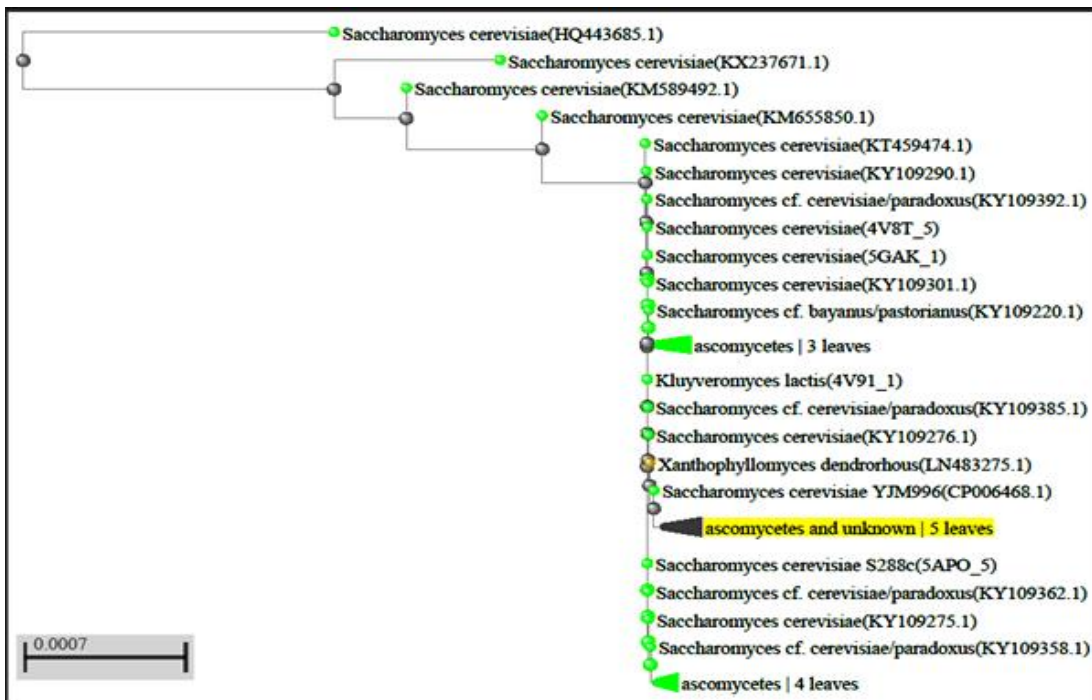 Saccharomyces cerevisiae(HQ443685.1)
Saccharomyces cerevisiae(KX237671.1)
Saccharomyces cerevisiae(KM589492.1)
Saccharomyces cerevisiae(KM655850.1)
Saccharomyces cerevisiae(KT459474.1)
Saccharomyces cerevisiae(KY109290.1)
Saccharomyces cf. cerevisiae/paradoxus(KY109392.1)
Saccharomyces cerevisiae(4V8T_5)
Saccharomyces cerevisiae(5GAK_1)
Saccharomyces cerevisiae(KY109301.1)
Saccharomyces cf. bayanus/pastorianus(KY109220.1)
ascomycetes | 3 leaves
Kluyveromyces lactis(4V91_1)
Saccharomyces cf. cerevisiae/paradoxus(KY109385.1)
Saccharomyces cerevisiae(KY109276.1)
Xanthophyllomyces dendrorhous(LN483275.1)
Saccharomyces cerevisiae YJM996(CP006468.1)
ascomycetes and unknown | 5 leaves
Saccharomyces cerevisiae S288c(5APO_5)
Saccharomyces cf. cerevisiae/paradoxus(KY109362.1)
Saccharomyces cerevisiae(KY109275.1)
Saccharomyces cf. cerevisiae/paradoxus(KY109358.1)
0.0007
ascomycetes | 4 leaves